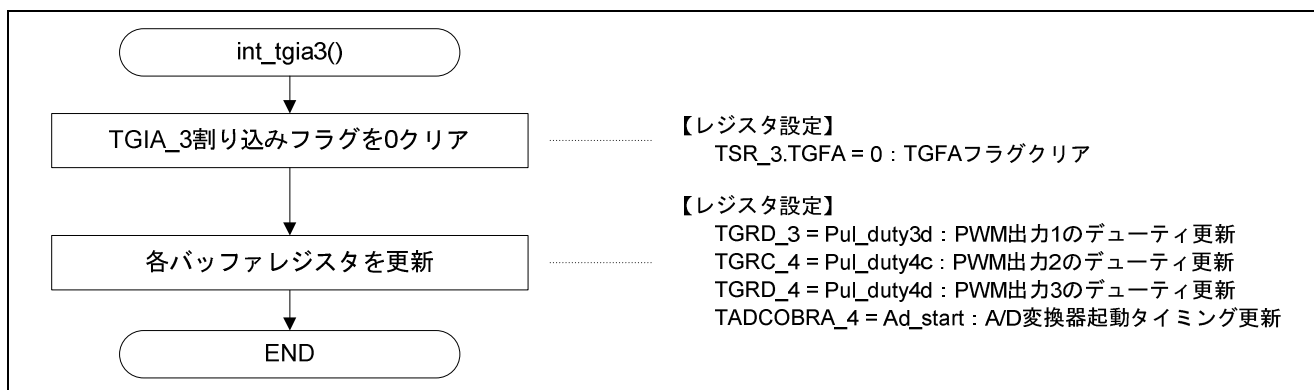 int_tgia3()
TGIA_3割り込みフラグを0クリア
【レジスタ設定】
TSR_3.TGFA = 0：TGFAフラグクリア
各バッファレジスタを更新
【レジスタ設定】
TGRD_3 = Pul_duty3d：PWM出力1のデューティ更新
TGRC_4 = Pul_duty4c：PWM出力2のデューティ更新
TGRD_4 = Pul_duty4d：PWM出力3のデューティ更新
TADCOBRA_4 = Ad_start：A/D変換器起動タイミング更新
END